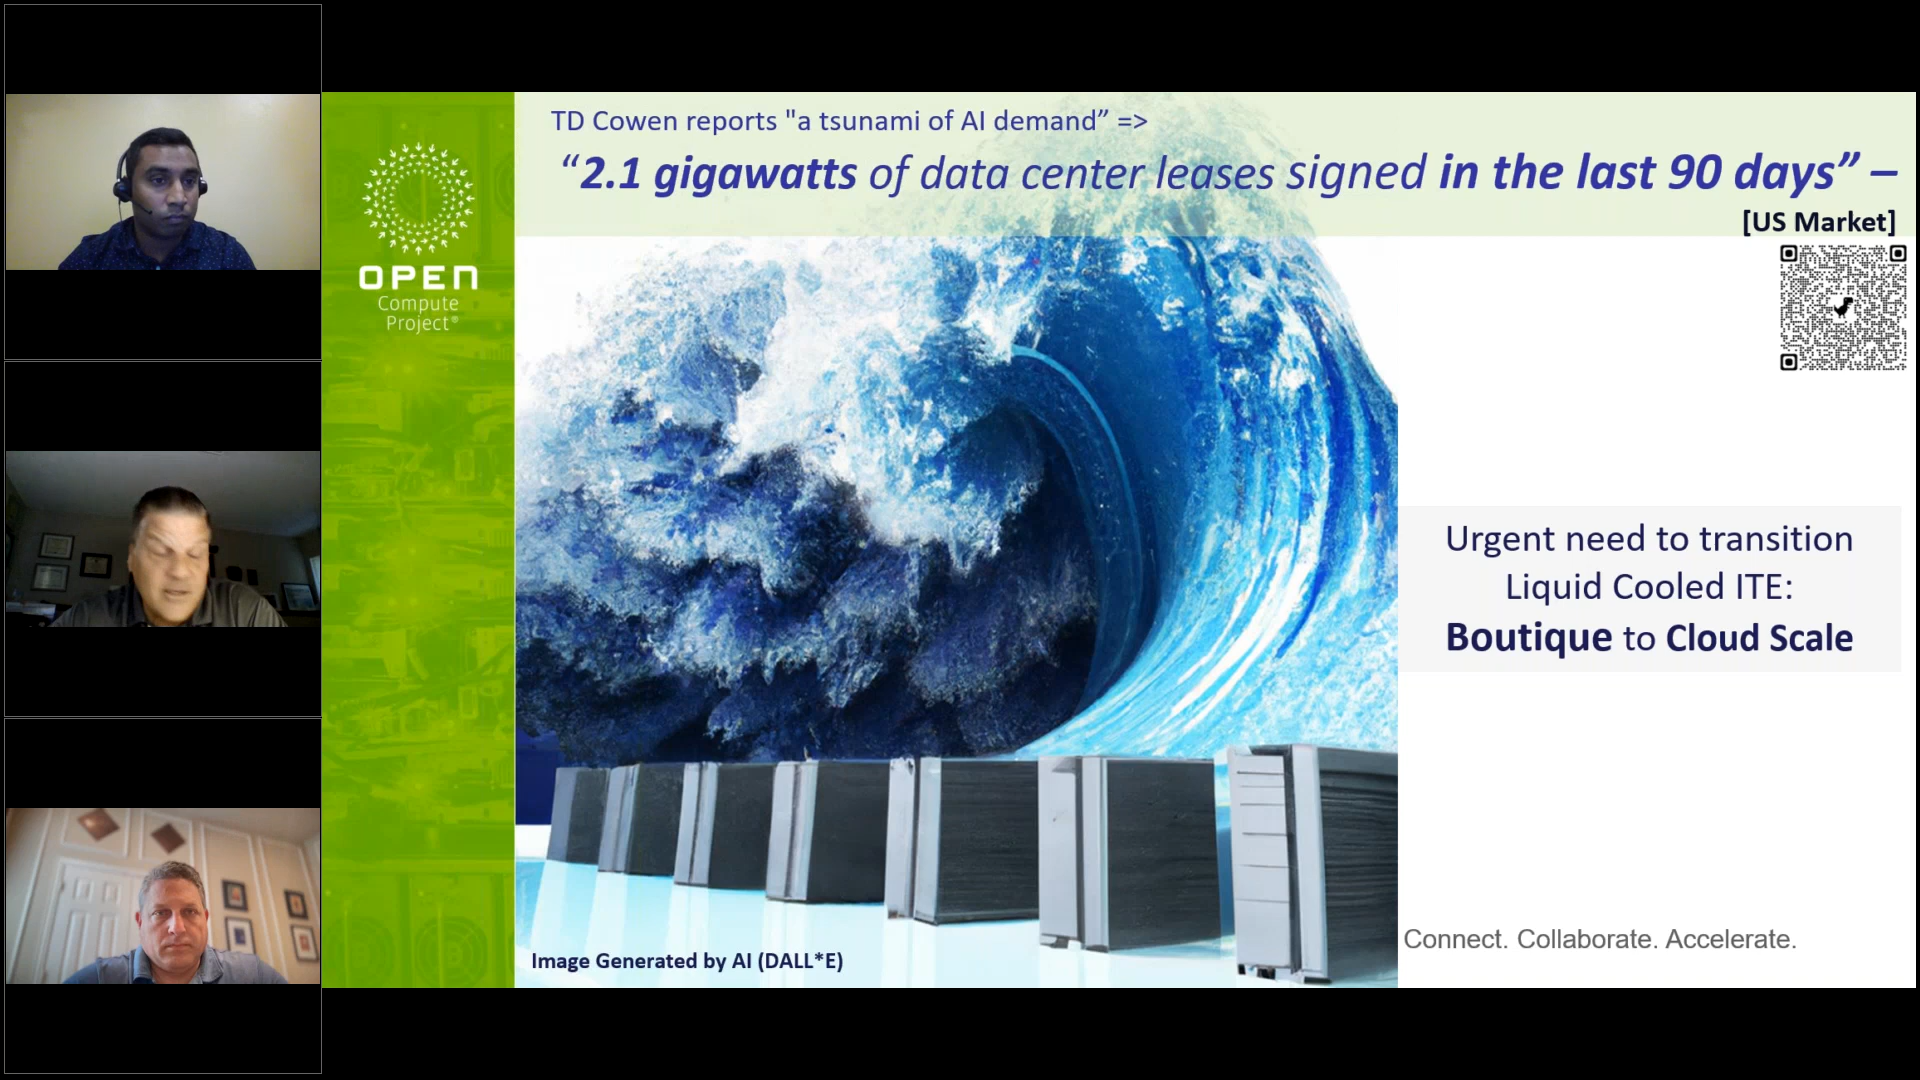 TD Cowen reports "a tsunami of AI demand” =>
“2.1 gigawatts of data center leases signed in the last 90 days” –
[US Market]
OPEN
Compute
Project®
Urgent need to transition
Liquid Cooled ITE:
Boutique to Cloud Scale
Connect. Collaborate. Accelerate.
Image Generated by AI (DALL*E)